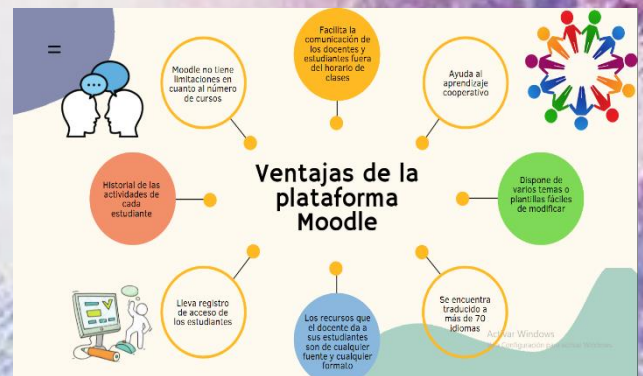 Facilita la
comunicación de
los docentes y
estudiantes fuera
del horario de
clases
Moodle no tiene
limitaciones en
cuanto al número
de cursos
Ayuda al
aprendizaje
cooperativo
Ventajas de la
plataforma
Moodle
Historial de las
actividades de
cada
estudiante
Dispone de
varios temas o
plantillas fáciles
de modificar
Lleva registro
de acceso de
los estudiantes
Los recursos que
el docente da a
sus estudiantes
son de cualquier
fuente y cualquier
formato
Se encuentra
traducido a
más de 70
idiomas
Activar Windows
Configuración para activar Windows.